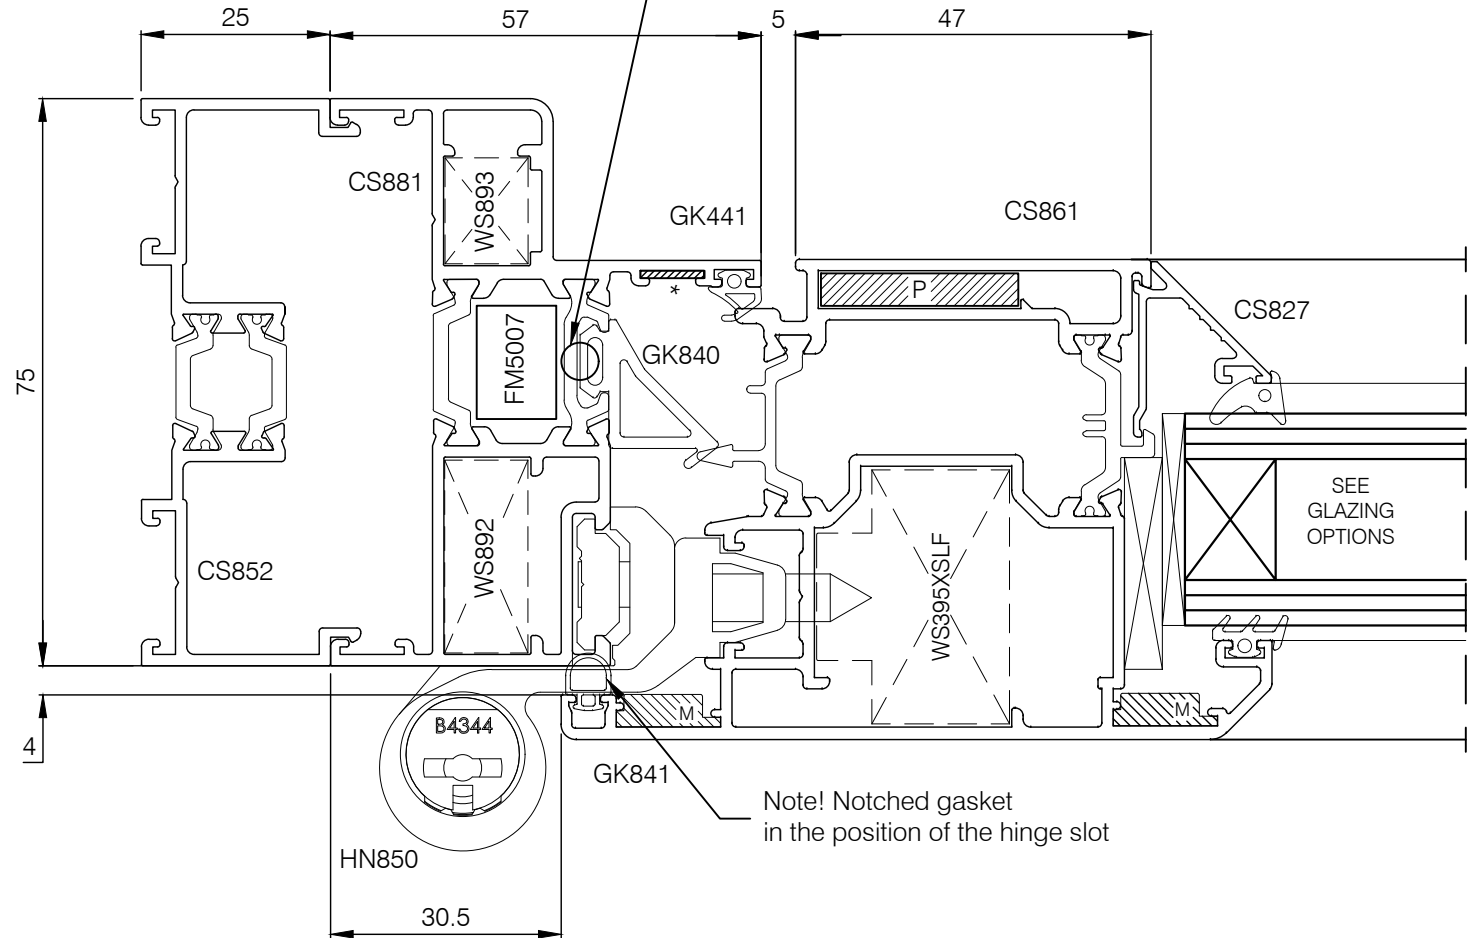 25
57
5
47
CS881
WS893
GK441
CS861
P
*
CS827
75
FM5007
GK840
SEE
GLAZING
OPTIONS
WS892
CS852
WS395XSLF
M
M
B4344
4
GK841
Note! Notched gasket
in the position of the hinge slot
HN850
30.5